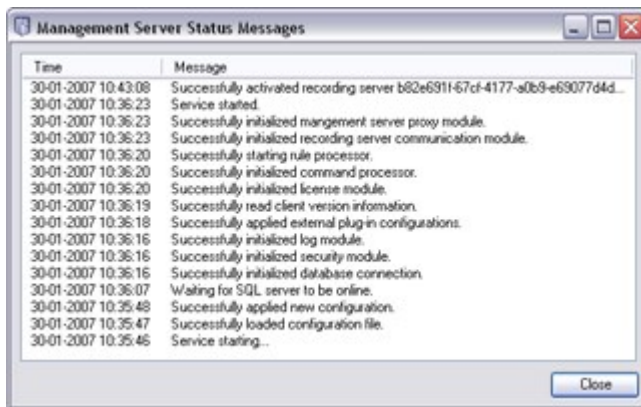 Management Server Status Messages
Time Message
30-01-2007 10:43:08 Successfully activated recording server b82e691f-67cf-4177-a0b9-e69077d4d...
30-01-2007 10:36:23 Service started.
30-01-2007 10:36:23 Successfully initialized mangement server proxy module.
30-01-2007 10:36:23 Successfully initialized recording server communication module.
30-01-2007 10:36:20 Successfully starting rule processor.
30-01-2007 10:36:20 Successfully initialized command processor.
30-01-2007 10:36:20 Successfully initialized license module.
30-01-2007 10:36:19 Successfully read client version information.
30-01-2007 10:36:18 Successfully applied external plug-in configurations.
30-01-2007 10:36:16 Successfully initialized log module.
30-01-2007 10:36:16 Successfully initialized security module.
30-01-2007 10:36:16 Successfully initialized database connection.
30-01-2007 10:36:07 Waiting for SQL server to be online.
30-01-2007 10:35:48 Successfully applied new configuration.
30-01-2007 10:35:47 Successfully loaded configuration file.
30-01-2007 10:35:46 Service starting...
Close